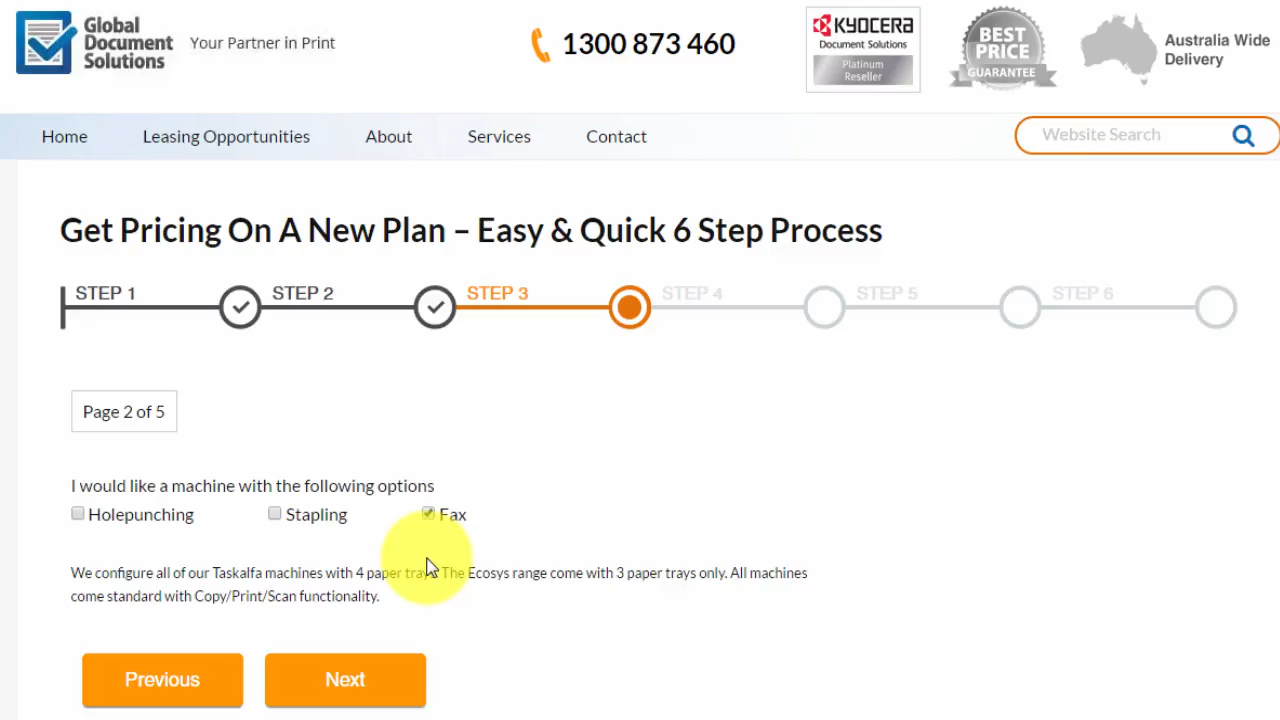 Global
Document
Solutions
Your Partner in Print
1300 873 460
KYOCERA
Document Solutions
Platinum
Reseller
BEST
PRICE
GUARANTEE
Australia Wide
Delivery
Home Leasing Opportunities About Services Contact
Website Search
Get Pricing On A New Plan – Easy & Quick 6 Step Process
STEP 1 STEP 2 STEP 3 STEP 4 STEP 5 STEP 6
Page 2 of 5
I would like a machine with the following options
Holepunching Stapling Fax
We configure all of our Taskalfa machines with 4 paper trays. The Ecosys range come with 3 paper trays only. All machines
come standard with Copy/Print/Scan functionality.
Previous Next